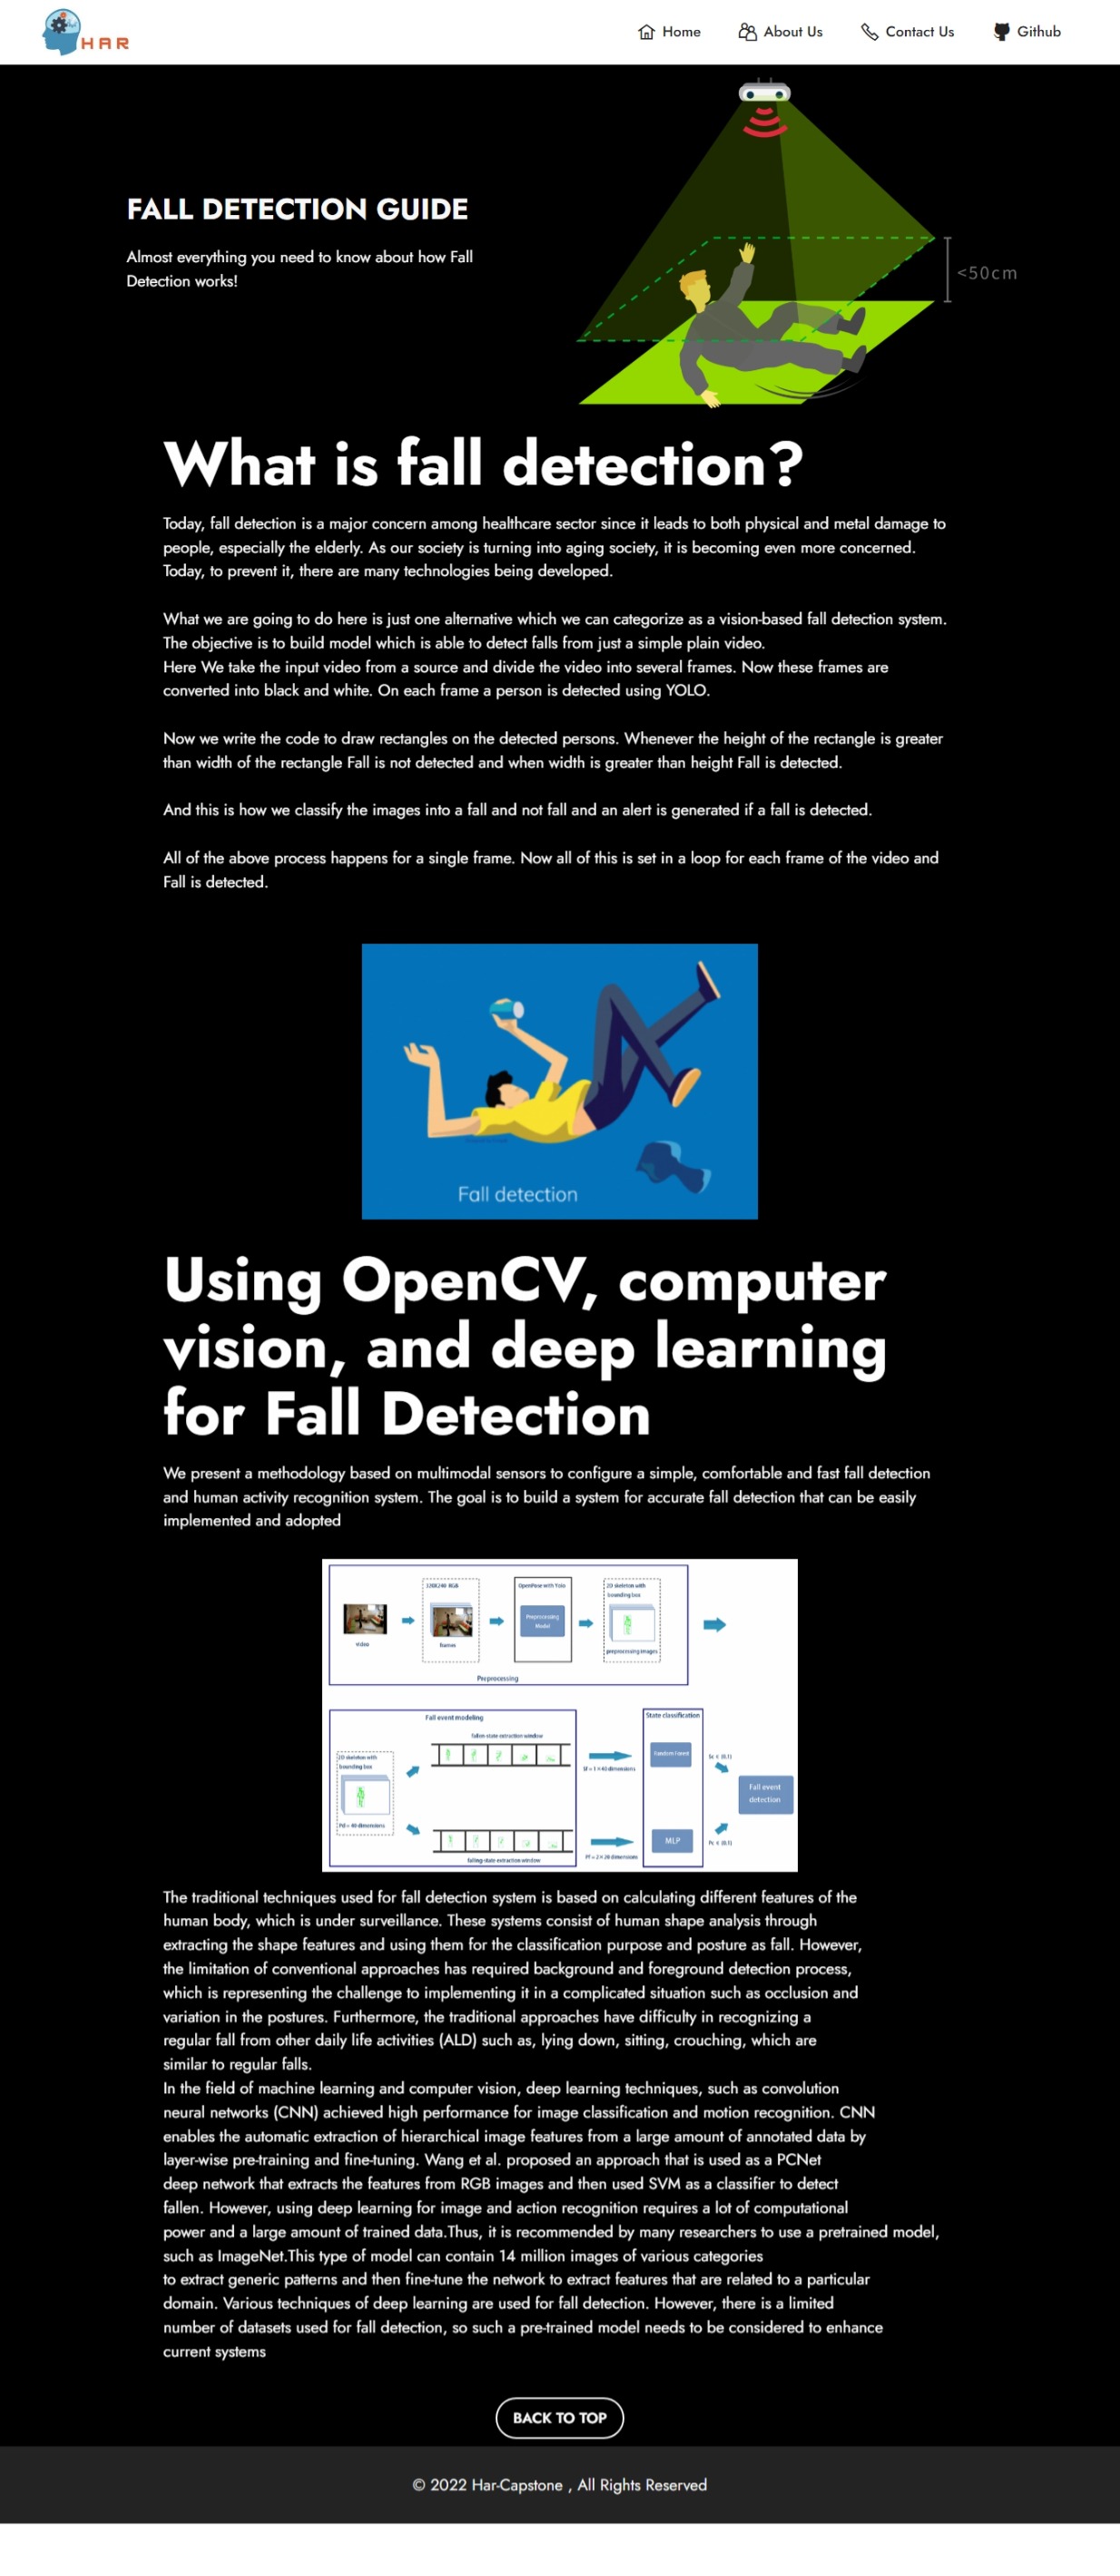 HAR
Home
About Us
Contact Us
Github
FALL DETECTION GUIDE
Almost everything you need to know about how Fall
Detection works!
<50cm
What is fall detection?
Today, fall detection is a major concern among healthcare sector since it leads to both physical and metal damage to
people, especially the elderly. As our society is turning into aging society, it is becoming even more concerned.
Today, to prevent it, there are many technologies being developed.
What we are going to do here is just one alternative which we can categorize as a vision-based fall detection system.
The objective is to build model which is able to detect falls from just a simple plain video.
Here We take the input video from a source and divide the video into several frames. Now these frames are
converted into black and white. On each frame a person is detected using YOLO.
Now we write the code to draw rectangles on the detected persons. Whenever the height of the rectangle is greater
than width of the rectangle Fall is not detected and when width is greater than height Fall is detected.
And this is how we classify the images into a fall and not fall and an alert is generated if a fall is detected.
All of the above process happens for a single frame. Now all of this is set in a loop for each frame of the video and
Fall is detected.
Fall detection
Using OpenCV, computer
vision, and deep learning
for Fall Detection
We present a methodology based on multimodal sensors to configure a simple, comfortable and fast fall detection
and human activity recognition system. The goal is to build a system for accurate fall detection that can be easily
implemented and adopted
320X240 RGB
OpenPose with Yolo
2D skeleton with
bounding box
Preprocessing
Model
video
frames
preprocessing images
Preprocessing
Fall event modeling
State classification
fallen-state extraction window
2D skeleton with
bounding box
Random Forest
Sf = 1 × 40 dimensions
Fall event
detection
Pd = 40 dimensions
MLP
Pf = 2 × 20 dimensions
falling-state extraction window
The traditional techniques used for fall detection system is based on calculating different features of the
human body, which is under surveillance. These systems consist of human shape analysis through
extracting the shape features and using them for the classification purpose and posture as fall. However,
the limitation of conventional approaches has required background and foreground detection process,
which is representing the challenge to implementing it in a complicated situation such as occlusion and
variation in the postures. Furthermore, the traditional approaches have difficulty in recognizing a
regular fall from other daily life activities (ALD) such as, lying down, sitting, crouching, which are
similar to regular falls.
In the field of machine learning and computer vision, deep learning techniques, such as convolution
neural networks (CNN) achieved high performance for image classification and motion recognition. CNN
enables the automatic extraction of hierarchical image features from a large amount of annotated data by
layer-wise pre-training and fine-tuning. Wang et al. proposed an approach that is used as a PCNet
deep network that extracts the features from RGB images and then used SVM as a classifier to detect
fallen. However, using deep learning for image and action recognition requires a lot of computational
power and a large amount of trained data.Thus, it is recommended by many researchers to use a pretrained model,
such as ImageNet.This type of model can contain 14 million images of various categories
to extract generic patterns and then fine-tune the network to extract features that are related to a particular
domain. Various techniques of deep learning are used for fall detection. However, there is a limited
number of datasets used for fall detection, so such a pre-trained model needs to be considered to enhance
current systems
BACK TO TOP
© 2022 Har-Capstone , All Rights Reserved